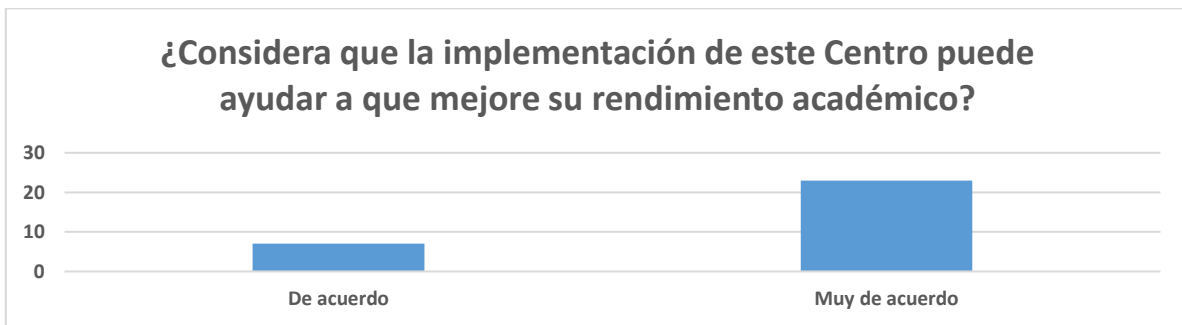 ¿Considera que la implementación de este Centro puede
ayudar a que mejore su rendimiento académico?
30
20
10
0
De acuerdo
Muy de acuerdo